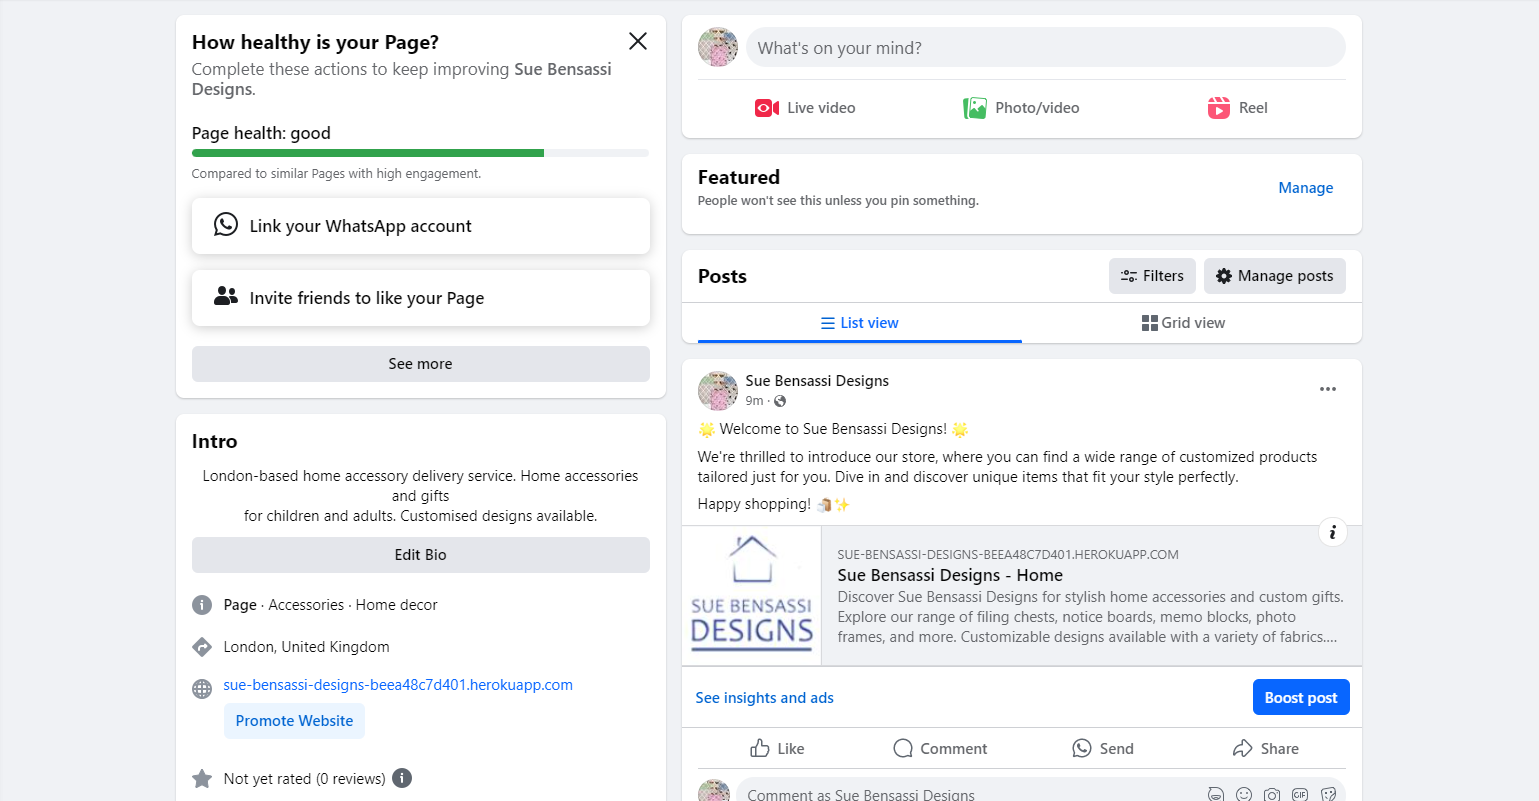 How healthy is your Page?
Complete these actions to keep improving Sue Bensassi
Designs.
Page health: good
Compared to similar Pages with high engagement.
Link your WhatsApp account
Invite friends to like your Page
See more
Intro
London-based home accessory delivery service. Home accessories
and gifts
for children and adults. Customised designs available.
Edit Bio
Page · Accessories · Home decor
London, United Kingdom
sue-bensassi-designs-beea48c7d401.herokuapp.com
Promote Website
Not yet rated (0 reviews)
What's on your mind?
Live video
Photo/video
Reel
Featured
People won't see this unless you pin something.
Manage
Posts
Filters
Manage posts
List view
Grid view
Sue Bensassi Designs
9m ·
🌟 Welcome to Sue Bensassi Designs! 🌟
We're thrilled to introduce our store, where you can find a wide range of customized products
tailored just for you. Dive in and discover unique items that fit your style perfectly.
Happy shopping! 🛍️✨
SUE BENSASSI
DESIGNS
SUE-BENSASSI-DESIGNS-BEEA48C7D401.HEROKUAPP.COM
Sue Bensassi Designs - Home
Discover Sue Bensassi Designs for stylish home accessories and custom gifts.
Explore our range of filing chests, notice boards, memo blocks, photo
frames, and more. Customizable designs available with a variety of fabrics....
See insights and ads
Boost post
Like
Comment
Send
Share
Comment as Sue Bensassi Designs
GIF